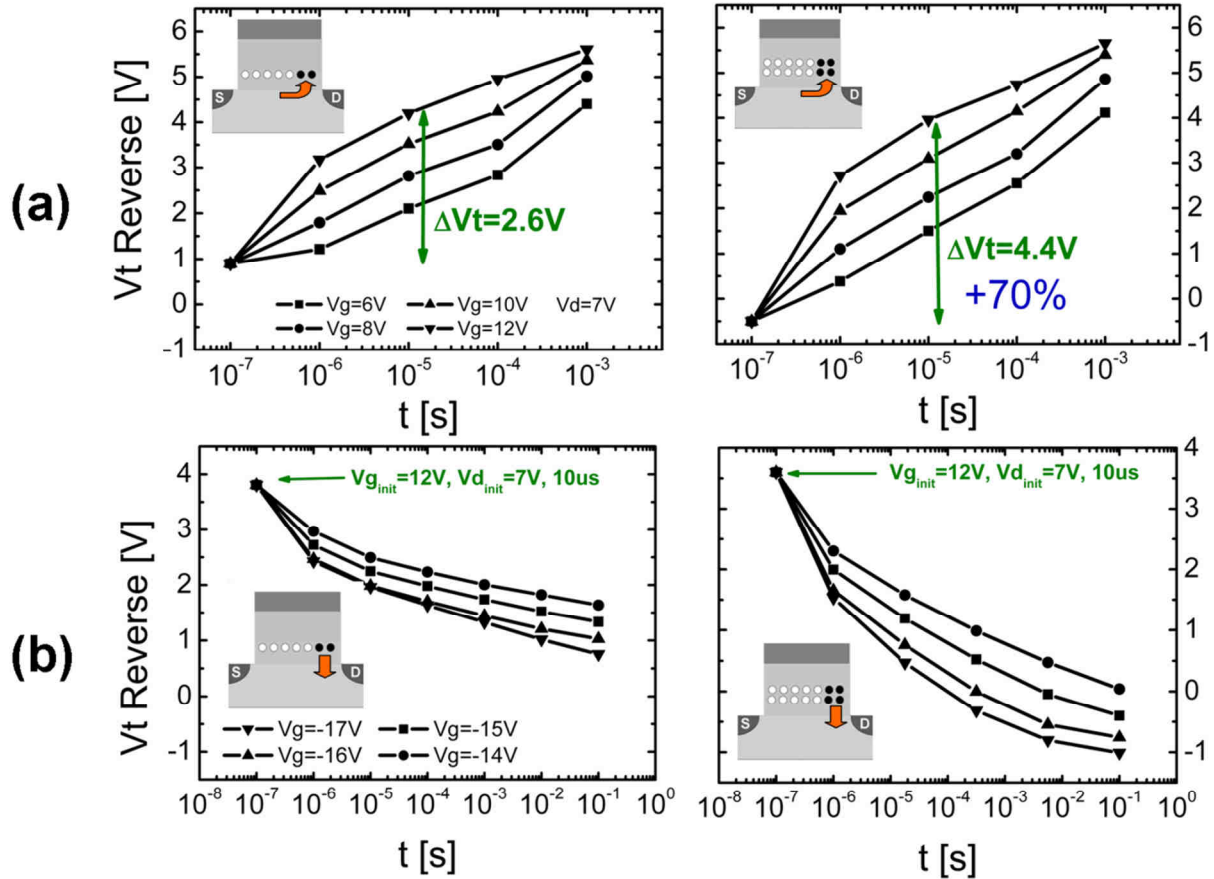 (a)
Vt Reverse [V]
6
5
4
3
2
1
0
-1
S
D
ΔVt=2.6V
Vg=6V
Vg=10V
Vd=7V
Vg=8V
Vg=12V
10⁻⁷
10⁻⁶
10⁻⁵
10⁻⁴
10⁻³
t [s]
S
D
ΔVt=4.4V
+70%
6
5
4
3
2
1
0
-1
10⁻⁷
10⁻⁶
10⁻⁵
10⁻⁴
10⁻³
t [s]
(b)
Vt Reverse [V]
4
3
2
1
0
-1
Vg_init=12V, Vd_init=7V, 10us
S
D
Vg=-17V
Vg=-15V
Vg=-16V
Vg=-14V
10⁻⁸
10⁻⁷
10⁻⁶
10⁻⁵
10⁻⁴
10⁻³
10⁻²
10⁻¹
10⁰
t [s]
Vg_init=12V, Vd_init=7V, 10us
S
D
4
3
2
1
0
-1
10⁻⁸
10⁻⁷
10⁻⁶
10⁻⁵
10⁻⁴
10⁻³
10⁻²
10⁻¹
10⁰
t [s]